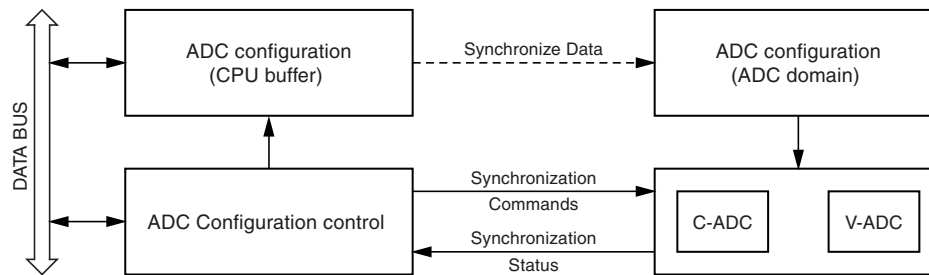 DATA BUS
ADC configuration
(CPU buffer)
Synchronize Data
ADC configuration
(ADC domain)
ADC Configuration control
Synchronization
Commands
Synchronization
Status
C-ADC
V-ADC